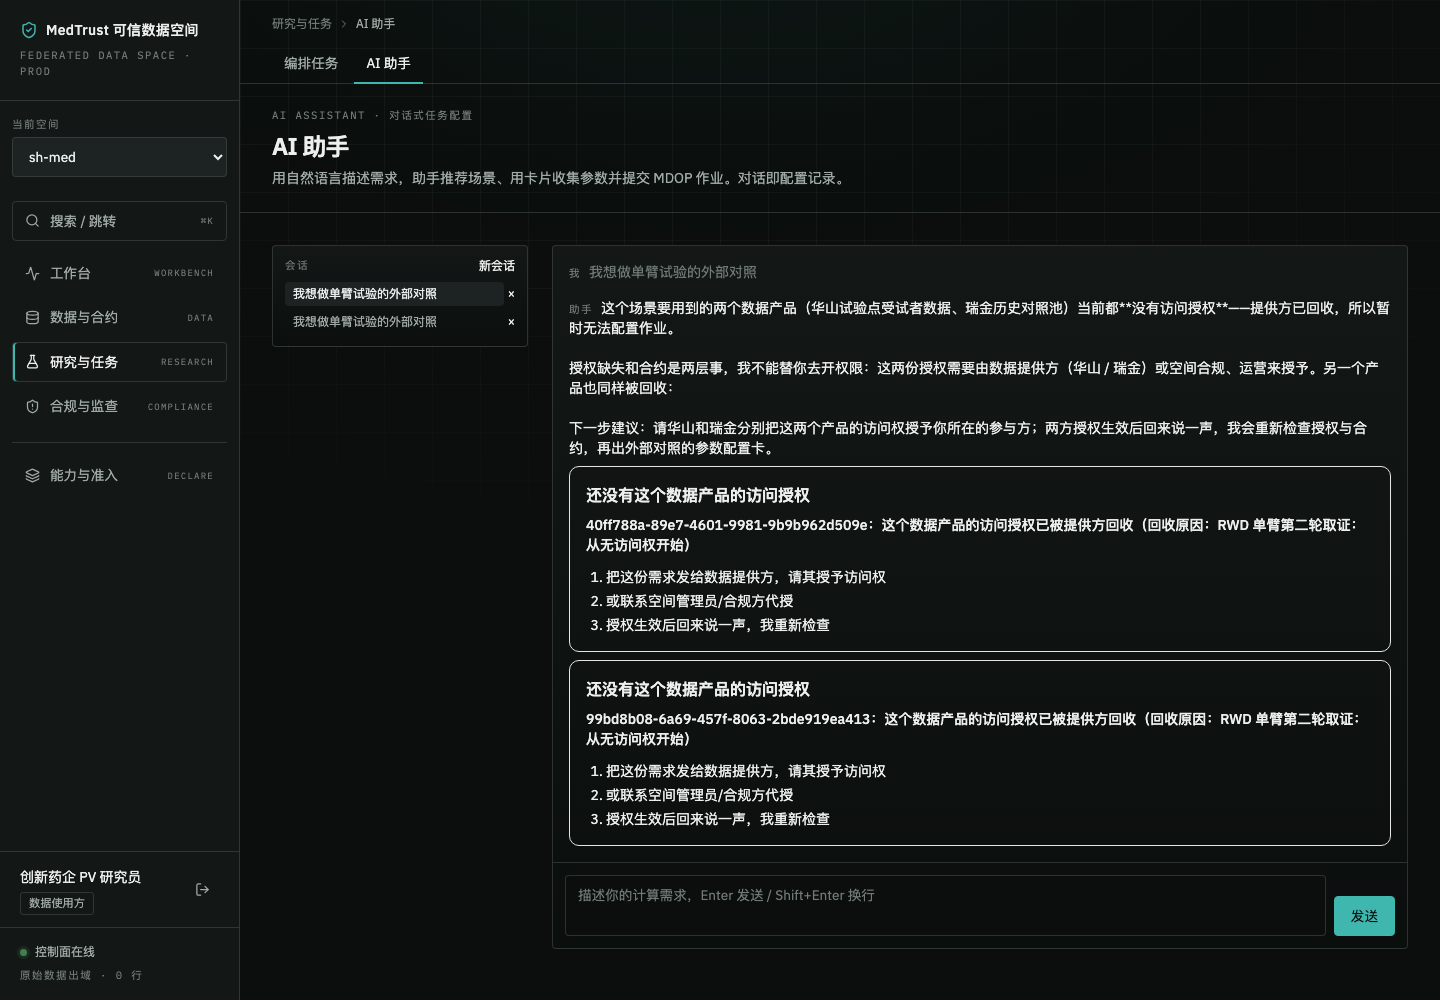 MedTrust 可信数据空间
FEDERATED DATA SPACE ·
PROD
当前空间
sh-med
搜索 / 跳转 ⌘K
工作台 WORKBENCH
数据与合约 DATA
研究与任务 RESEARCH
合规与监查 COMPLIANCE
能力与准入 DECLARE
创新药企 PV 研究员
数据使用方
控制面在线
原始数据出域 · 0 行
研究与任务 > AI 助手
编排任务 AI 助手
AI ASSISTANT · 对话式任务配置
AI 助手
用自然语言描述需求，助手推荐场景、用卡片收集参数并提交 MDOP 作业。对话即配置记录。
会话 新会话
我想做单臂试验的外部对照 ×
我想做单臂试验的外部对照 ×
我 我想做单臂试验的外部对照
助手 这个场景要用到的两个数据产品（华山试验点受试者数据、瑞金历史对照池）当前都**没有访问授权**——提供方已回收，所以暂
时无法配置作业。
授权缺失和合约是两层事，我不能替你去开权限：这两份授权需要由数据提供方（华山 / 瑞金）或空间合规、运营来授予。另一个产
品也同样被回收：
下一步建议：请华山和瑞金分别把这两个产品的访问权授予你所在的参与方；两方授权生效后回来说一声，我会重新检查授权与合
约，再出外部对照的参数配置卡。
还没有这个数据产品的访问授权
40ff788a-89e7-4601-9981-9b9b962d509e：这个数据产品的访问授权已被提供方回收（回收原因：RWD 单臂第二轮取证：
从无访问权开始）
1. 把这份需求发给数据提供方，请其授予访问权
2. 或联系空间管理员/合规方代授
3. 授权生效后回来说一声，我重新检查
还没有这个数据产品的访问授权
99bd8b08-6a69-457f-8063-2bde919ea413：这个数据产品的访问授权已被提供方回收（回收原因：RWD 单臂第二轮取证：
从无访问权开始）
1. 把这份需求发给数据提供方，请其授予访问权
2. 或联系空间管理员/合规方代授
3. 授权生效后回来说一声，我重新检查
描述你的计算需求，Enter 发送 / Shift+Enter 换行
发送